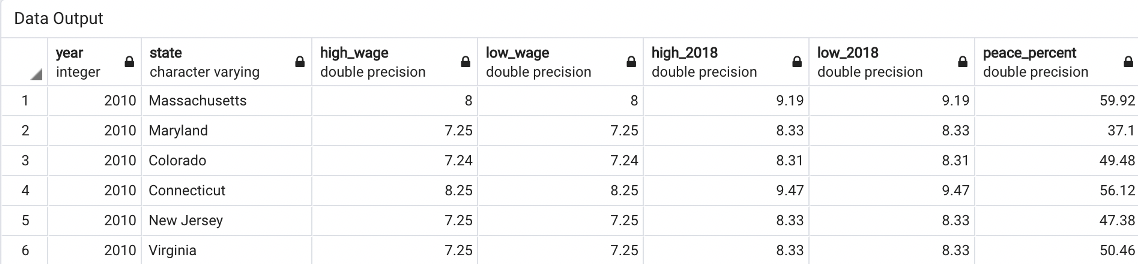 Data Output
year state high_wage low_wage high_2018 low_2018 peace_percent
integer character varying double precision double precision double precision double precision double precision
1 2010 Massachusetts 8 8 9.19 9.19 59.92
2 2010 Maryland 7.25 7.25 8.33 8.33 37.1
3 2010 Colorado 7.24 7.24 8.31 8.31 49.48
4 2010 Connecticut 8.25 8.25 9.47 9.47 56.12
5 2010 New Jersey 7.25 7.25 8.33 8.33 47.38
6 2010 Virginia 7.25 7.25 8.33 8.33 50.46